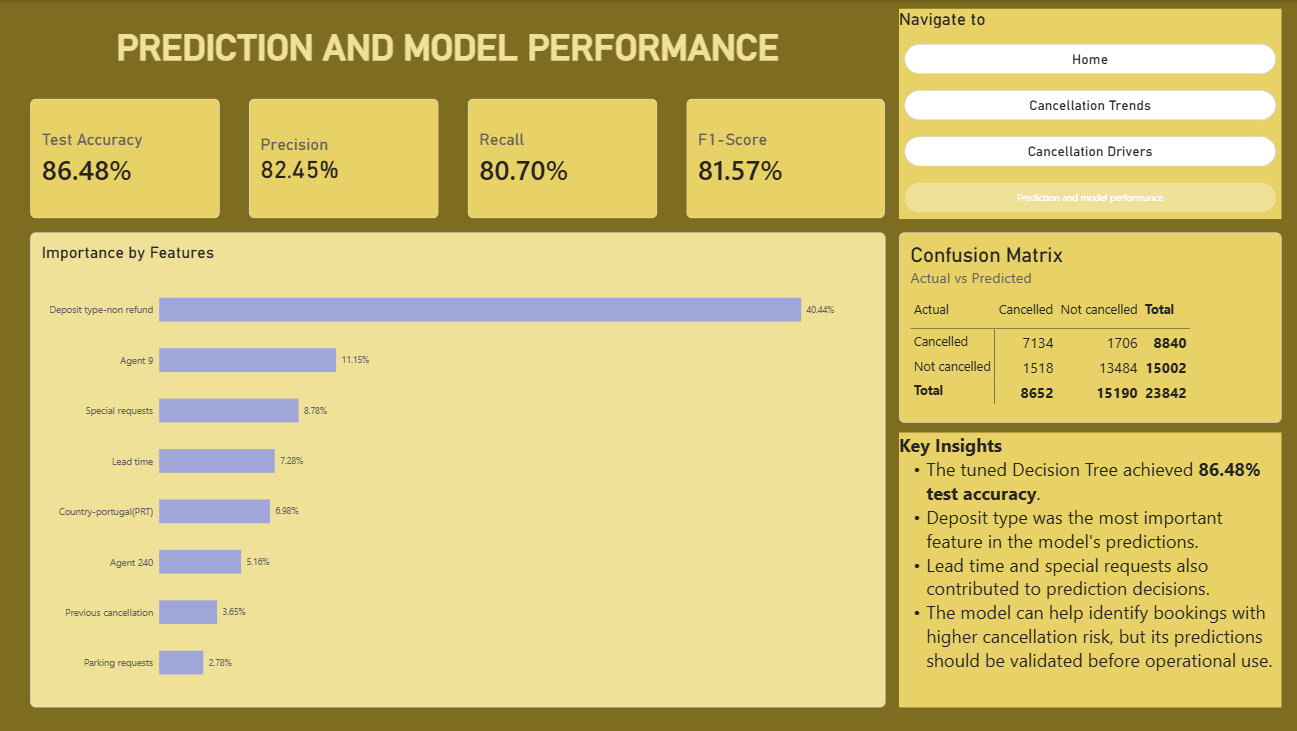 PREDICTION AND MODEL PERFORMANCE
Navigate to
Home
Cancellation Trends
Cancellation Drivers
Prediction and model performance
Test Accuracy
86.48%
Precision
82.45%
Recall
80.70%
F1-Score
81.57%
Importance by Features
Deposit type-non refund 40.44%
Agent 9 11.15%
Special requests 8.78%
Lead time 7.28%
Country-portugal(PRT) 6.98%
Agent 240 5.16%
Previous cancellation 3.65%
Parking requests 2.78%
Confusion Matrix
Actual vs Predicted
Actual Cancelled Not cancelled Total
Cancelled 7134 1706 8840
Not cancelled 1518 13484 15002
Total 8652 15190 23842
Key Insights
• The tuned Decision Tree achieved 86.48%
test accuracy.
• Deposit type was the most important
feature in the model's predictions.
• Lead time and special requests also
contributed to prediction decisions.
• The model can help identify bookings with
higher cancellation risk, but its predictions
should be validated before operational use.